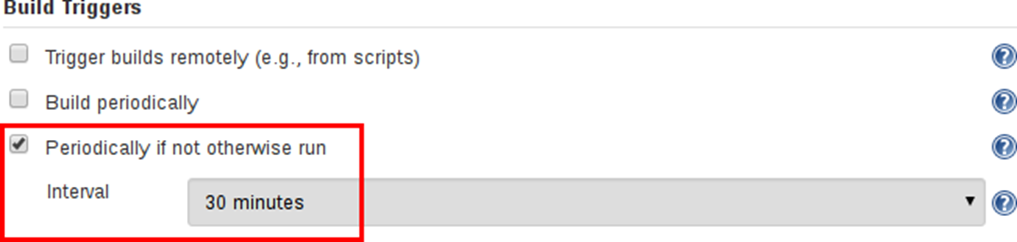 Build Triggers
Trigger builds remotely (e.g., from scripts)
Build periodically
Periodically if not otherwise run
Interval
30 minutes